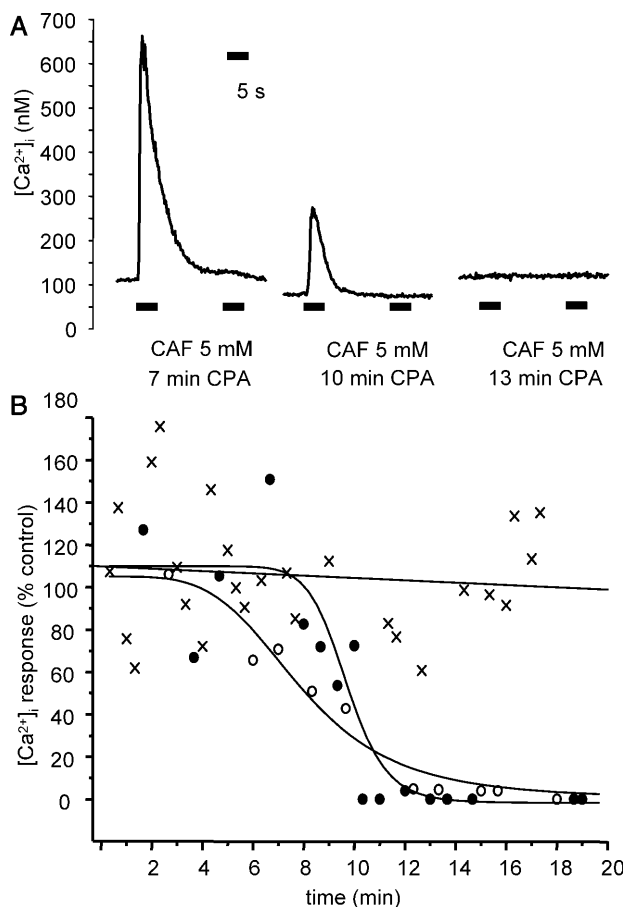 A
700
600
500
400
300
200
100
0
[Ca²⁺]ᵢ (nM)
5 s
CAF 5 mM
7 min CPA
CAF 5 mM
10 min CPA
CAF 5 mM
13 min CPA
B
180
160
140
120
100
80
60
40
20
0
[Ca²⁺]ᵢ response (% control)
2 4 6 8 10 12 14 16 18 20
time (min)